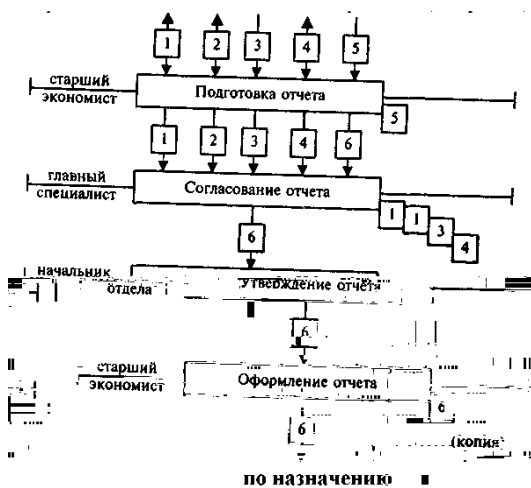 1 2 3 4 5
старший
экономист
Подготовка отчета
5
1 2 3 4 6
главный
специалист
Согласование отчета
1 1 3 4
6
начальник
отдела
Утверждение отчета
6
старший
экономист
Оформление отчета
6
6
(копия)
по назначению